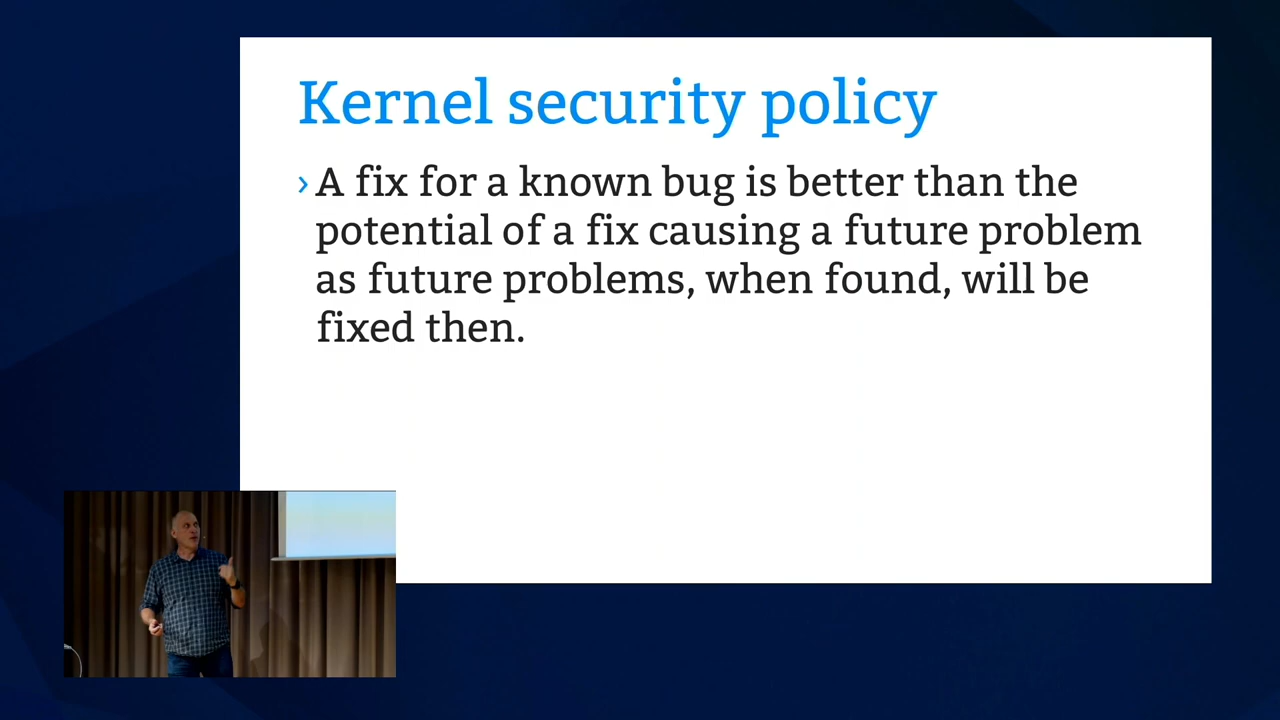 Kernel security policy
› A fix for a known bug is better than the
potential of a fix causing a future problem
as future problems, when found, will be
fixed then.